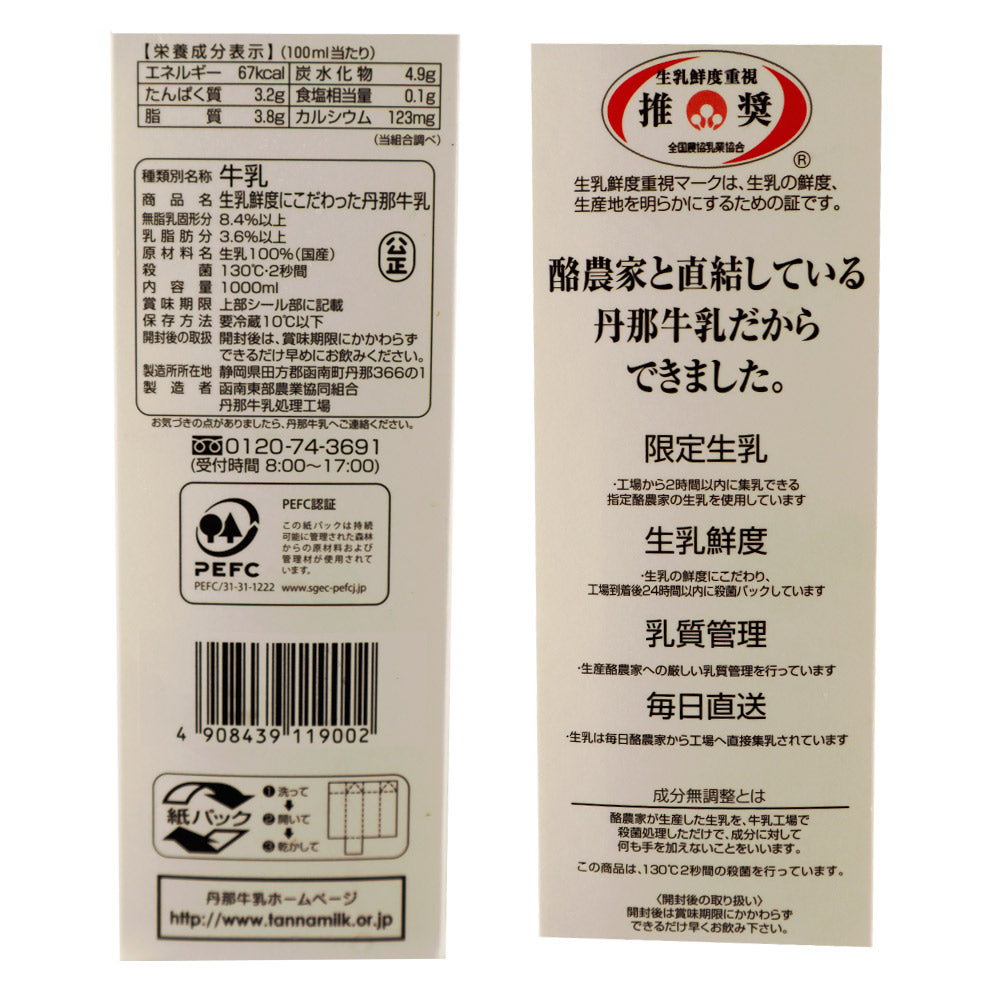 【栄養成分表示】(100ml当たり)
エネルギー 67kcal 炭水化物 4.9g
たんぱく質 3.2g 食塩相当量 0.1g
脂質 3.8g カルシウム 123mg
(当組合調べ)
種類別名称 牛乳
商品名 生乳鮮度にこだわった丹那牛乳
無脂乳固形分 8.4%以上
乳脂肪分 3.6%以上
原材料名 生乳100%(国産)
殺菌 130℃・2秒間
内容量 1000ml
賞味期限 上部シール部に記載
保存方法 要冷蔵10℃以下
開封後の取扱 開封後は、賞味期限にかかわらず
できるだけ早めにお飲みください。
製造所所在地 静岡県田方郡函南町丹那366の1
製造者 函南東部農業協同組合
丹那牛乳処理工場
公正
お気づきの点がありましたら、丹那牛乳へご連絡ください。
0120-74-3691
(受付時間 8:00〜17:00)
PEFC
PEFC/31-31-1222
PEFC認証
この紙パックは持続
可能に管理された森林
からの原材料および
管理材が使用されて
います。
www.sgec-pefcj.jp
4 908439 119002
紙パック
❶洗って
❷開いて
❸乾かして
丹那牛乳ホームページ
http://www.tannamilk.or.jp
生乳鮮度重視
推奨
全国農協乳業協会
®
生乳鮮度重視マークは、生乳の鮮度、
生産地を明らかにするための証です。
酪農家と直結している
丹那牛乳だから
できました。
限定生乳
・工場から2時間以内に集乳できる
指定酪農家の生乳を使用しています
生乳鮮度
・生乳の鮮度にこだわり、
工場到着後24時間以内に殺菌パックしています
乳質管理
・生産酪農家への厳しい乳質管理を行っています
毎日直送
・生乳は毎日酪農家から工場へ直接集乳されています
成分無調整とは
酪農家が生産した生乳を、牛乳工場で
殺菌処理しただけで、成分に対して
何も手を加えないことをいいます。
この商品は、130℃2秒間の殺菌を行っています。
〈開封後の取り扱い〉
開封後は賞味期限にかかわらず
できるだけ早くお飲み下さい。